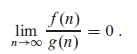 lim_{n→∞} f(n)/g(n) = 0 .